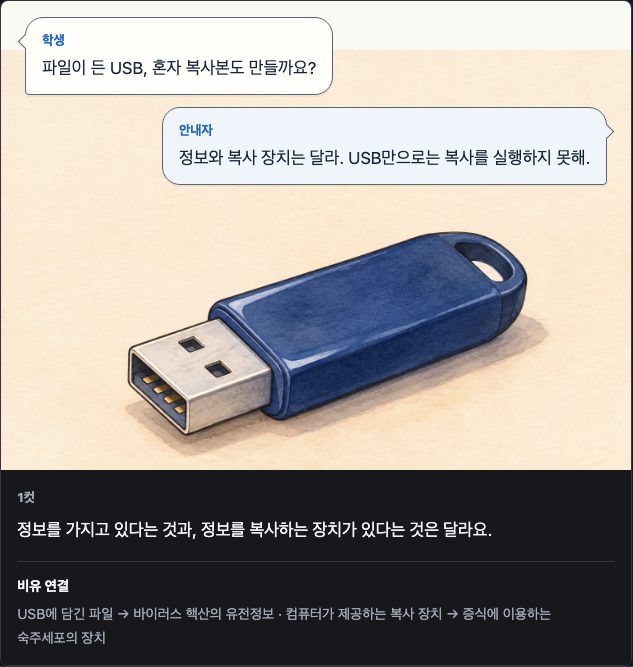 학생
파일이 든 USB, 혼자 복사본도 만들까요?
안내자
정보와 복사 장치는 달라. USB만으로는 복사를 실행하지 못해.
1컷
정보를 가지고 있다는 것과, 정보를 복사하는 장치가 있다는 것은 달라요.
비유 연결
USB에 담긴 파일 → 바이러스 핵산의 유전정보 · 컴퓨터가 제공하는 복사 장치 → 증식에 이용하는
숙주세포의 장치